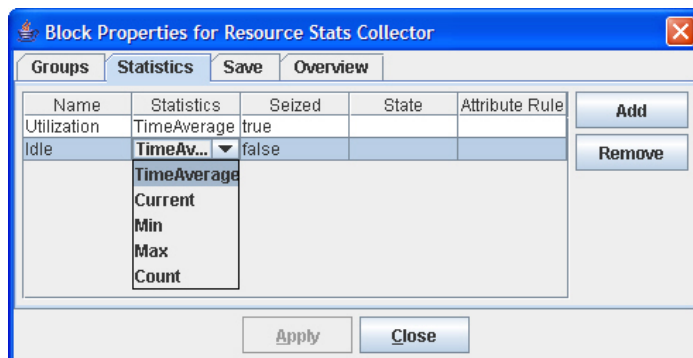 Block Properties for Resource Stats Collector
Groups Statistics Save Overview
Name Statistics Seized State Attribute Rule Add
Utilization TimeAverage true
Idle TimeAv... false Remove
TimeAverage
Current
Min
Max
Count
Apply Close